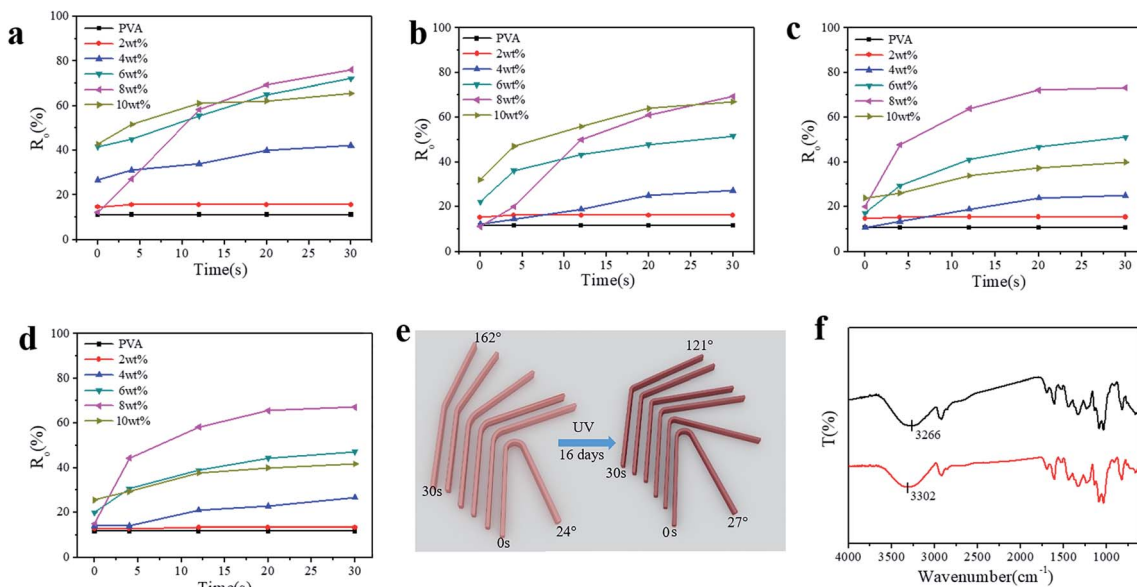 a
100
80
60
40
20
0
R₀(%)
PVA
2wt%
4wt%
6wt%
8wt%
10wt%
0 5 10 15 20 25 30
Time(s)
b
100
80
60
40
20
0
R₀(%)
PVA
2wt%
4wt%
6wt%
8wt%
10wt%
0 5 10 15 20 25 30
Time(s)
c
100
80
60
40
20
0
R₀(%)
PVA
2wt%
4wt%
6wt%
8wt%
10wt%
0 5 10 15 20 25 30
Time(s)
d
100
80
60
40
20
0
R₀(%)
PVA
2wt%
4wt%
6wt%
8wt%
10wt%
0 5 10 15 20 25 30
Time(s)
e
162°
30s
0s
24°
UV
16 days
121°
30s
0s
27°
f
T(%)
3266
3302
4000 3000 2000 1000
Wavenumber(cm⁻¹)